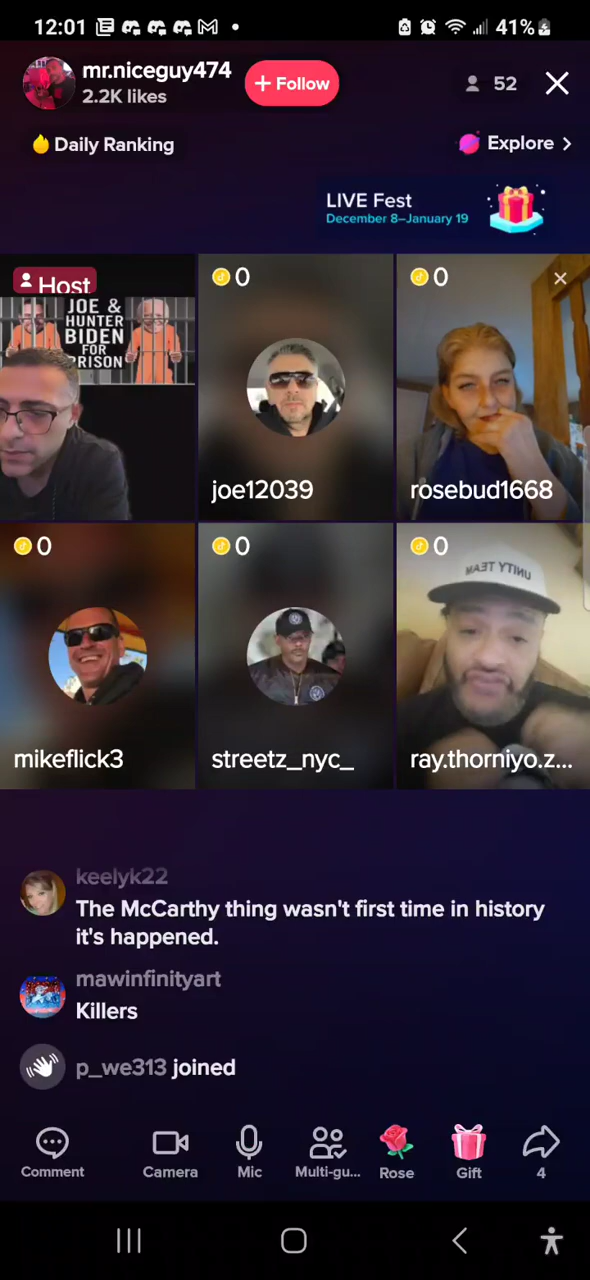 12:01
41%
mr.niceguy474
2.2K likes
+ Follow
52
Daily Ranking
Explore >
LIVE Fest
December 8–January 19
Host
JOE &
HUNTER
BIDEN
FOR
PRISON
0
joe12039
0
rosebud1668
0
mikeflick3
0
streetz_nyc_
0
UNITY TEAM
ray.thorniyo.z...
keelyk22
The McCarthy thing wasn't first time in history
it's happened.
mawinfinityart
Killers
p_we313 joined
Comment
Camera
Mic
Multi-gu...
Rose
Gift
4